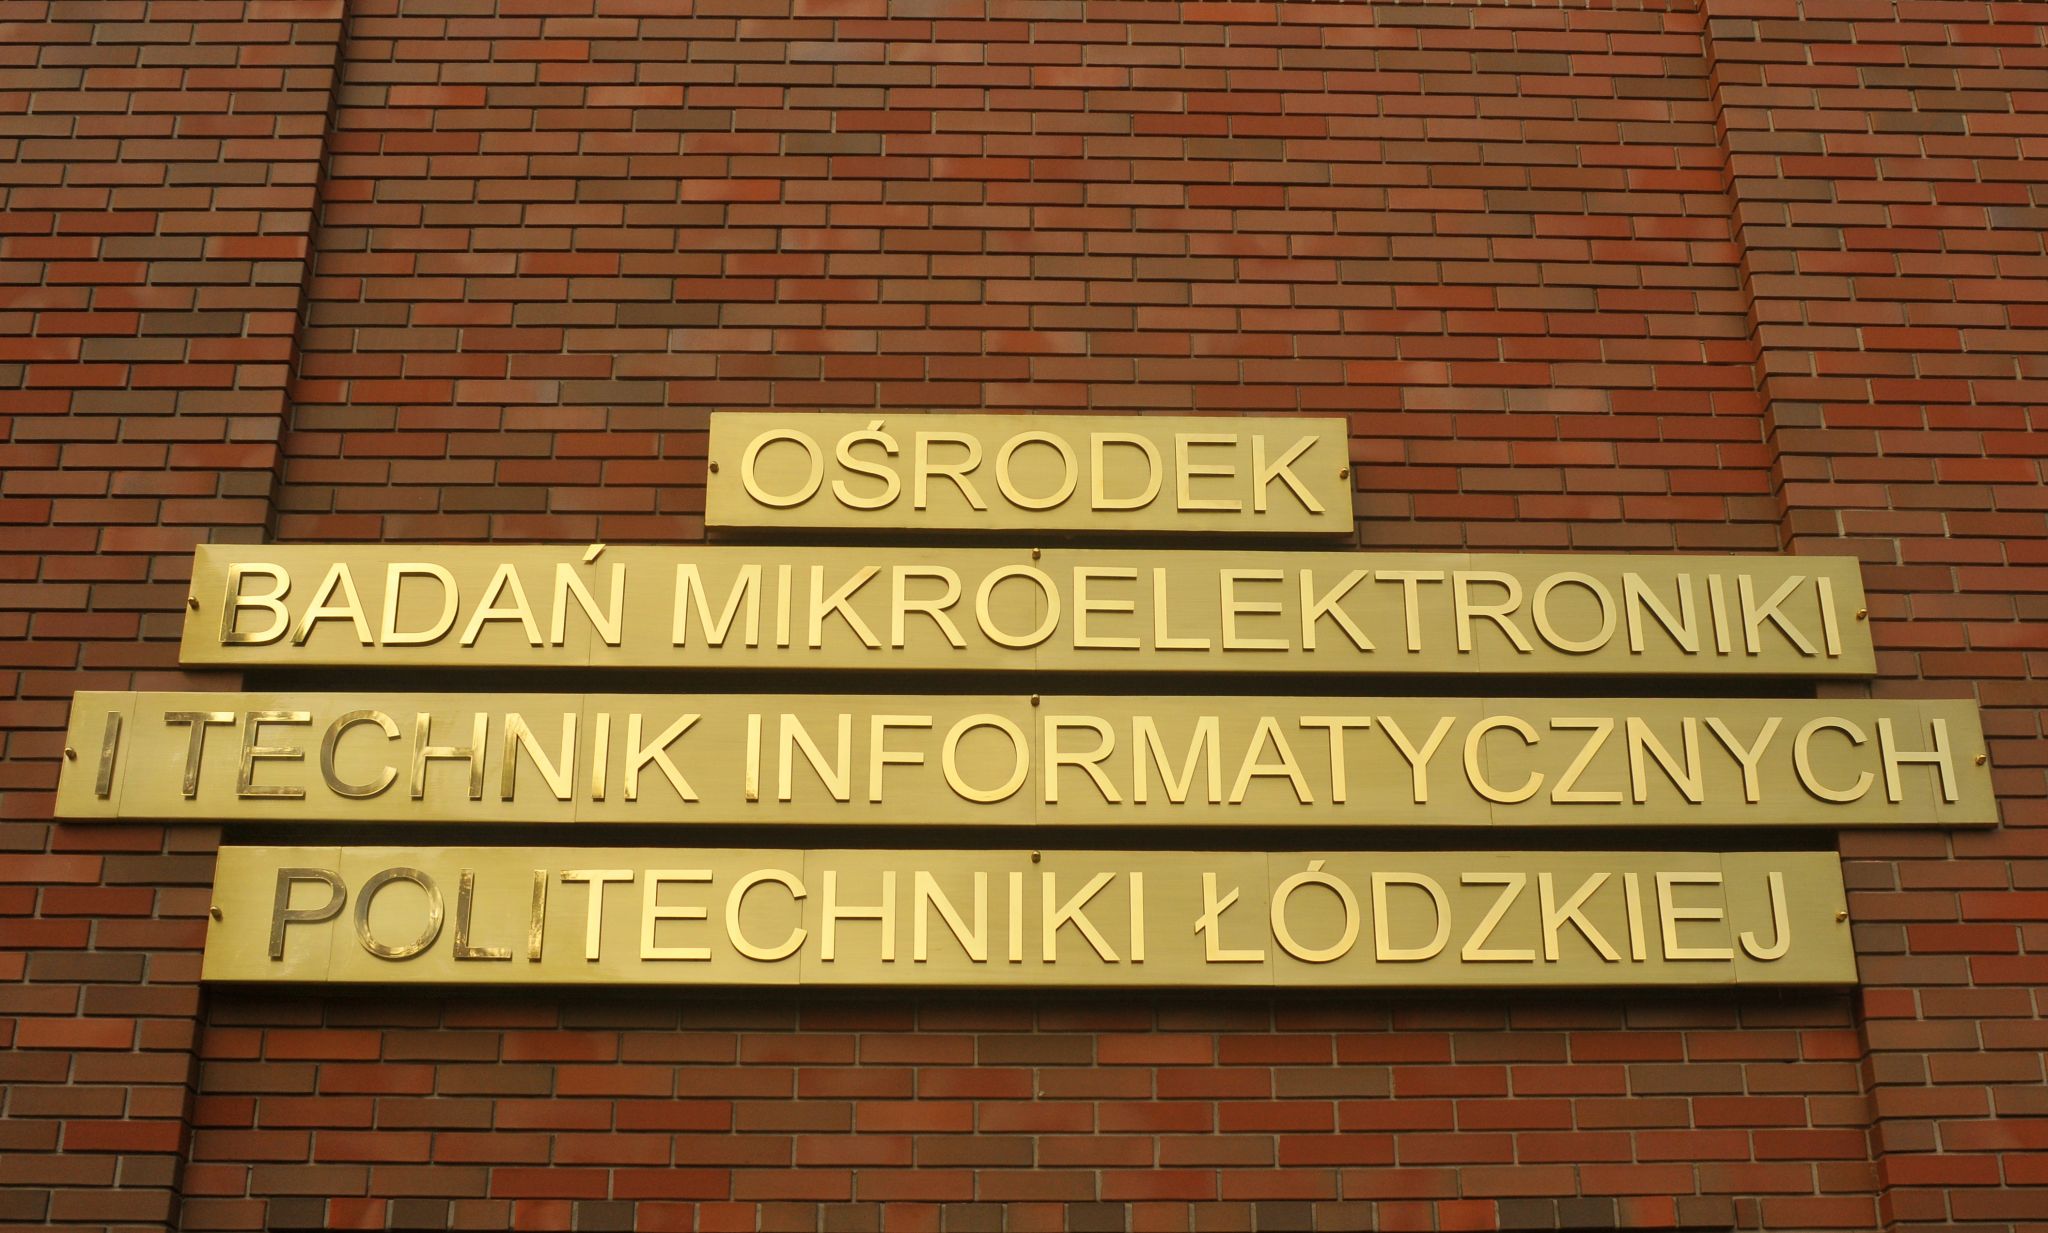 OŚRODEK
BADAŃ MIKROELEKTRONIKI
I TECHNIK INFORMATYCZNYCH
POLITECHNIKI ŁÓDZKIEJ